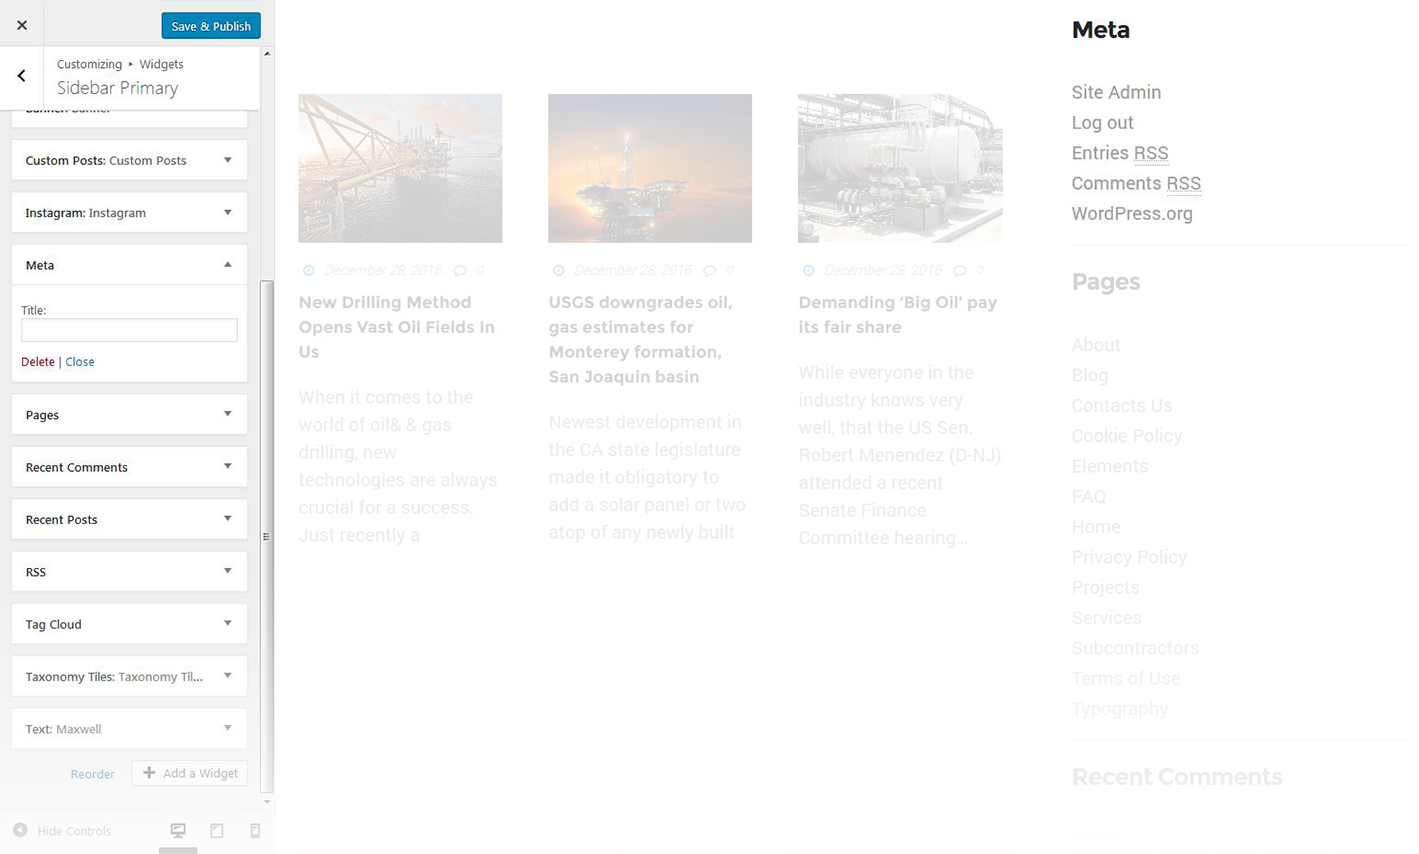 Save & Publish
Customizing ▸ Widgets
Sidebar Primary
Custom Posts: Custom Posts
Instagram: Instagram
Meta
Title:
Delete | Close
Pages
Recent Comments
Recent Posts
RSS
Tag Cloud
Taxonomy Tiles: Taxonomy Til...
Text: Maxwell
Reorder
Add a Widget
Hide Controls
December 28, 2016 0
New Drilling Method
Opens Vast Oil Fields In
Us
When it comes to the
world of oil& & gas
drilling, new
technologies are always
crucial for a success.
Just recently a
December 28, 2016 0
USGS downgrades oil,
gas estimates for
Monterey formation,
San Joaquin basin
Newest development in
the CA state legislature
made it obligatory to
add a solar panel or two
atop of any newly built
December 28, 2016 0
Demanding ‘Big Oil’ pay
its fair share
While everyone in the
industry knows very
well, that the US Sen.
Robert Menendez (D-NJ)
attended a recent
Senate Finance
Committee hearing...
Meta
Site Admin
Log out
Entries RSS
Comments RSS
WordPress.org
Pages
About
Blog
Contacts Us
Cookie Policy
Elements
FAQ
Home
Privacy Policy
Projects
Services
Subcontractors
Terms of Use
Typography
Recent Comments